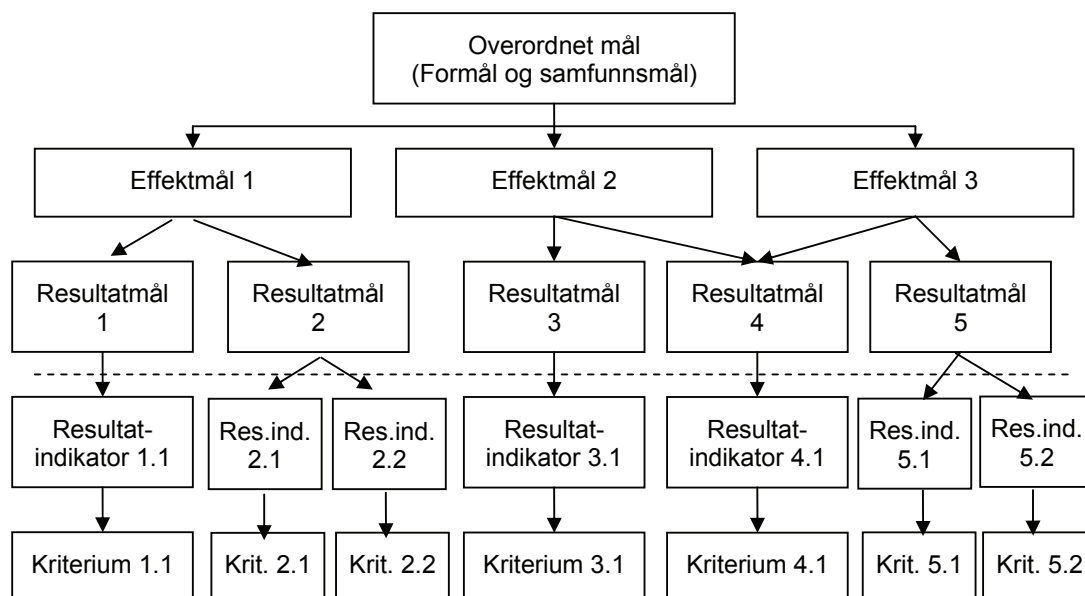 Overordnet mål
(Formål og samfunnsmål)
Effektmål 1
Effektmål 2
Effektmål 3
Resultatmål
1
Resultatmål
2
Resultatmål
3
Resultatmål
4
Resultatmål
5
Resultat-
indikator 1.1
Res.ind.
2.1
Res.ind.
2.2
Resultat-
indikator 3.1
Resultat-
indikator 4.1
Res.ind.
5.1
Res.ind.
5.2
Kriterium 1.1
Krit. 2.1
Krit. 2.2
Kriterium 3.1
Kriterium 4.1
Krit. 5.1
Krit. 5.2